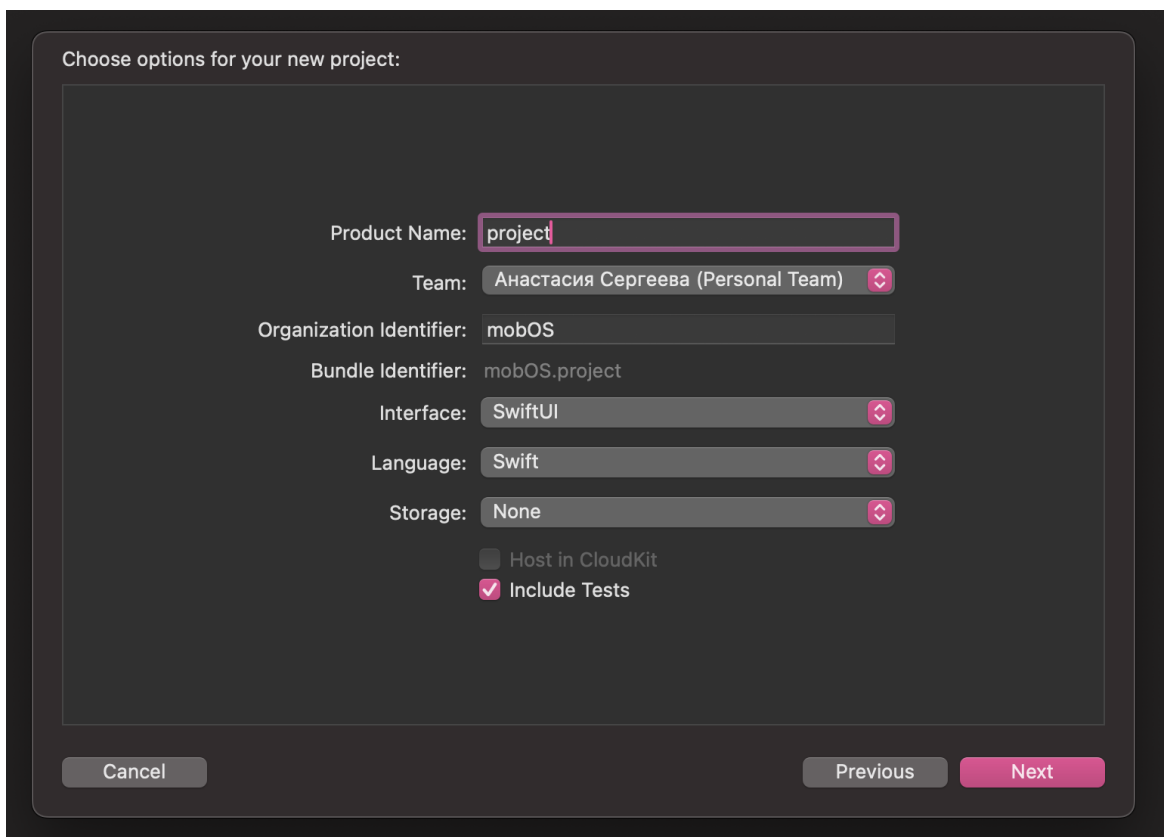 Choose options for your new project:
Product Name: project
Team: Анастасия Сергеева (Personal Team)
Organization Identifier: mobOS
Bundle Identifier: mobOS.project
Interface: SwiftUI
Language: Swift
Storage: None
Host in CloudKit
Include Tests
Cancel Previous Next